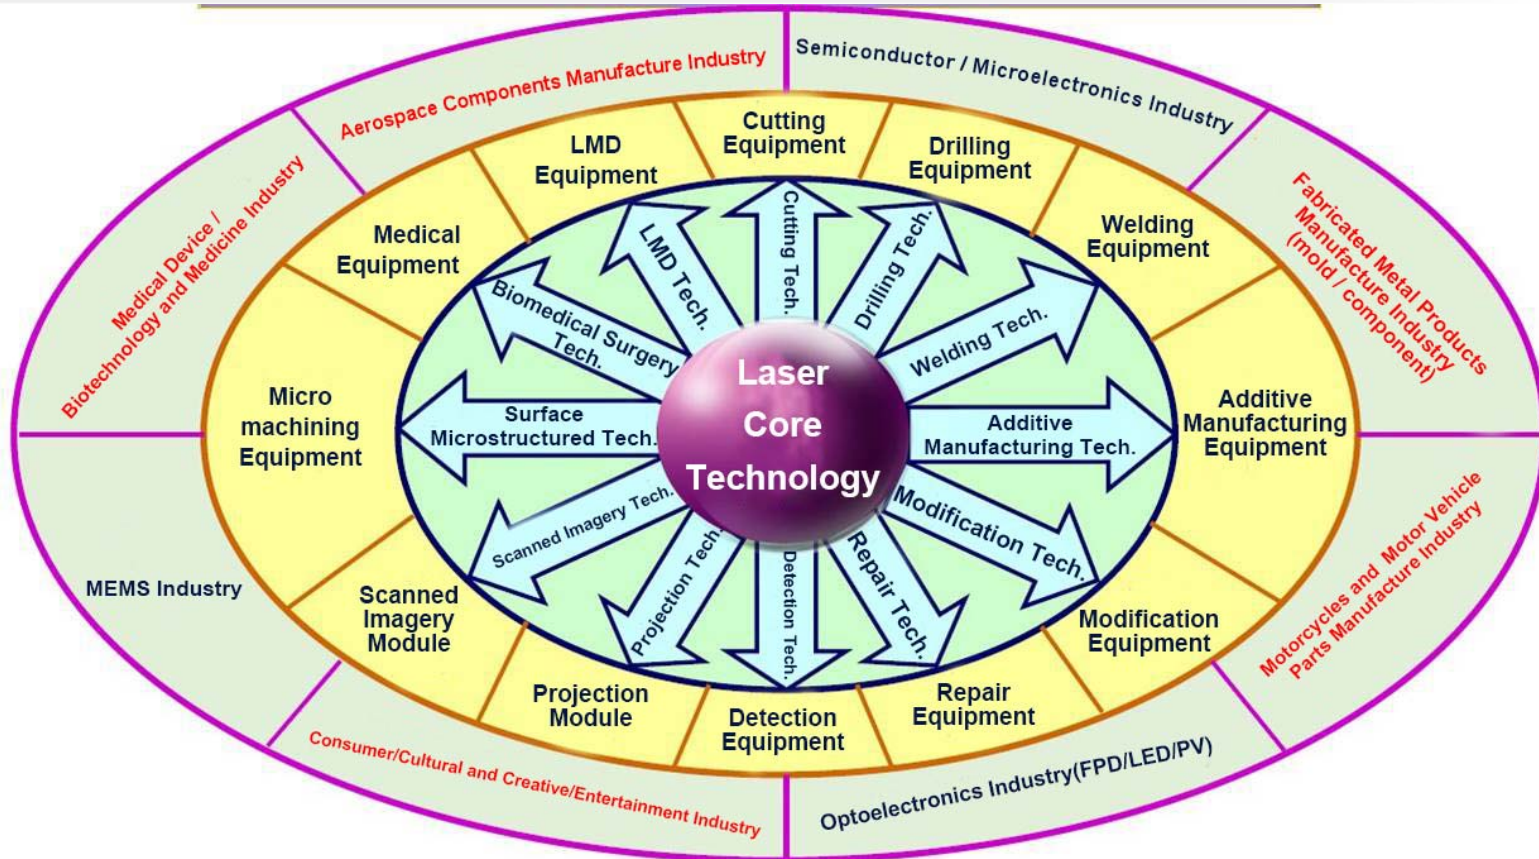 Semiconductor / Microelectronics Industry
Fabricated Metal Products
Manufacture Industry
(mold / component)
Motorcycles and Motor Vehicle
Parts Manufacture Industry
Optoelectronics Industry(FPD/LED/PV)
Consumer/Cultural and Creative/Entertainment Industry
MEMS Industry
Medical Device /
Biotechnology and Medicine Industry
Aerospace Components Manufacture Industry
Cutting
Equipment
Drilling
Equipment
Welding
Equipment
Additive
Manufacturing
Equipment
Modification
Equipment
Repair
Equipment
Detection
Equipment
Projection
Module
Scanned
Imagery
Module
Micro
machining
Equipment
Medical
Equipment
LMD
Equipment
Cutting Tech.
Drilling Tech.
Welding Tech.
Additive
Manufacturing Tech.
Modification Tech.
Repair Tech.
Detection Tech.
Projection Tech.
Scanned Imagery Tech.
Surface
Microstructured Tech.
Biomedical Surgery
Tech.
LMD Tech.
Laser
Core
Technology